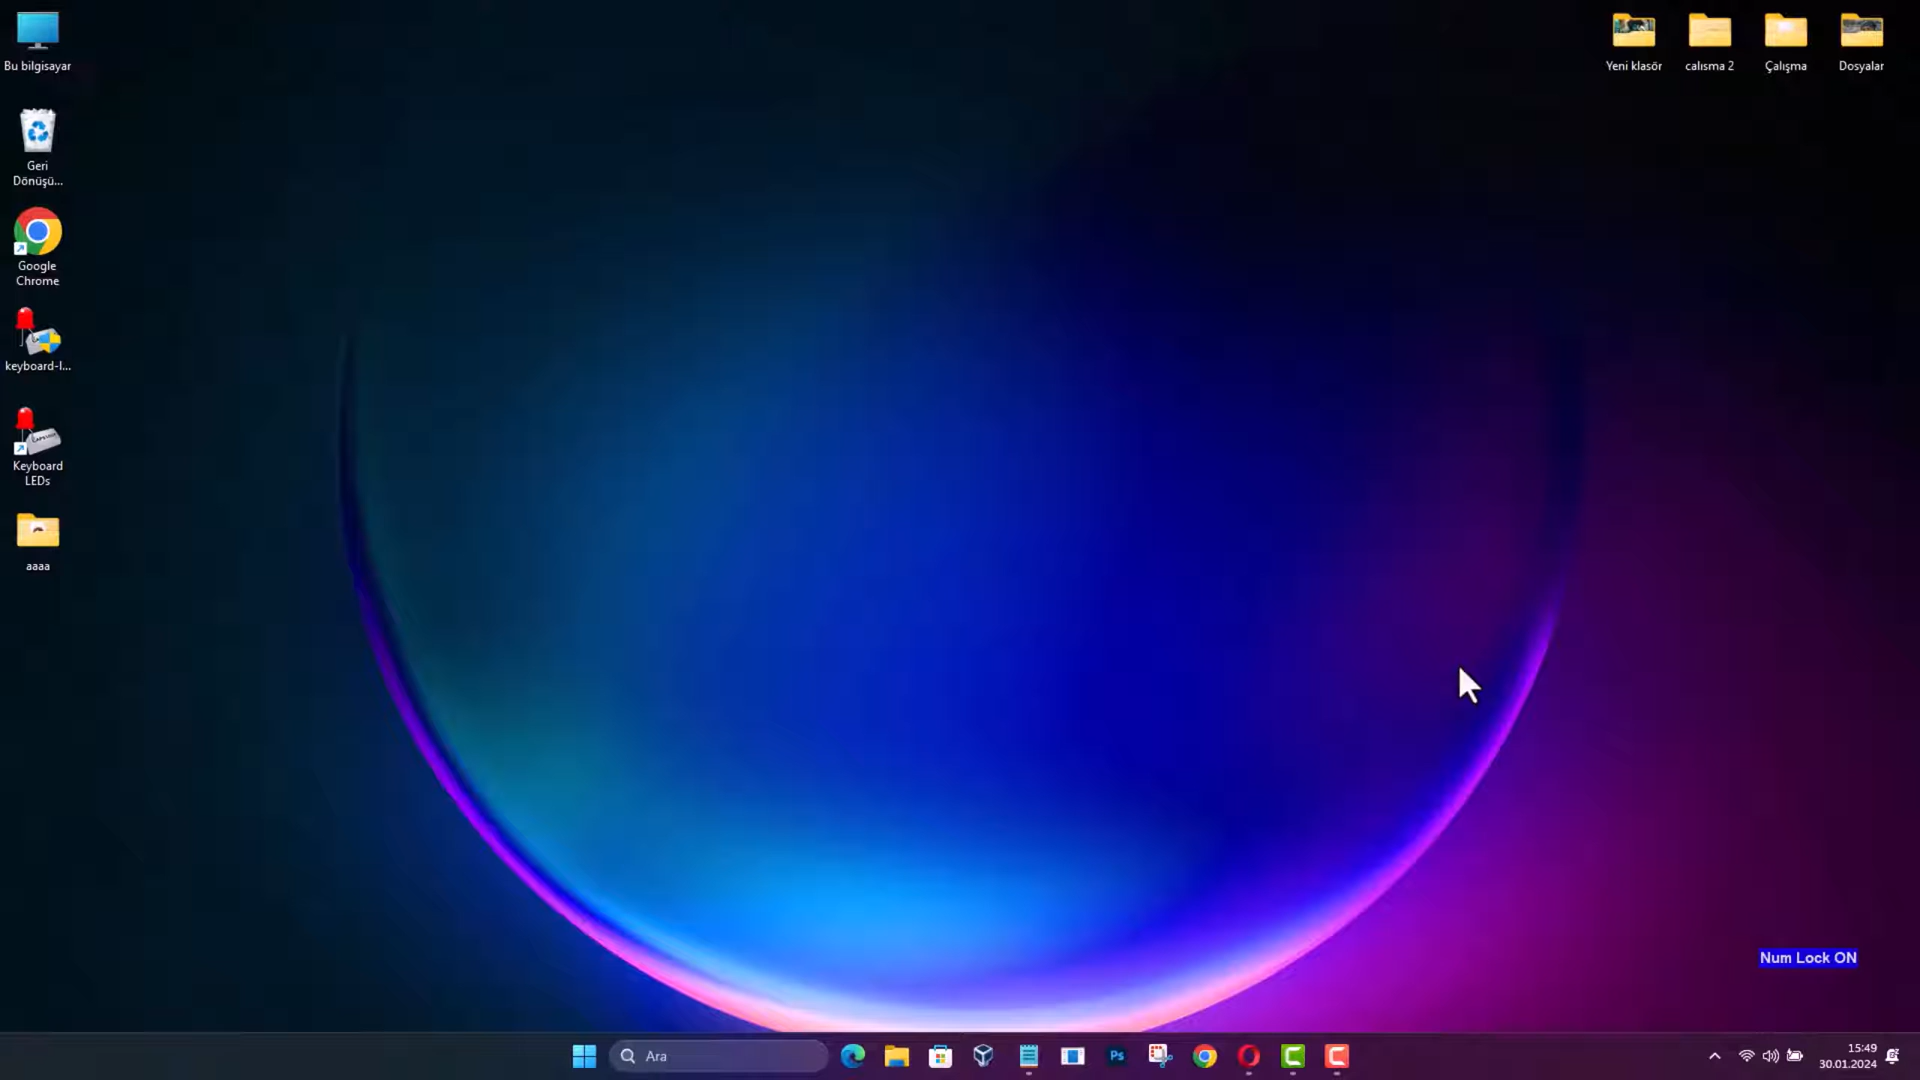 Bu bilgisayar
Geri
Dönüşü...
Google
Chrome
keyboard-l...
Keyboard
LEDs
aaaa
Yeni klasör
calısma 2
Çalışma
Dosyalar
Num Lock ON
Ara
Ps
15:49
30.01.2024